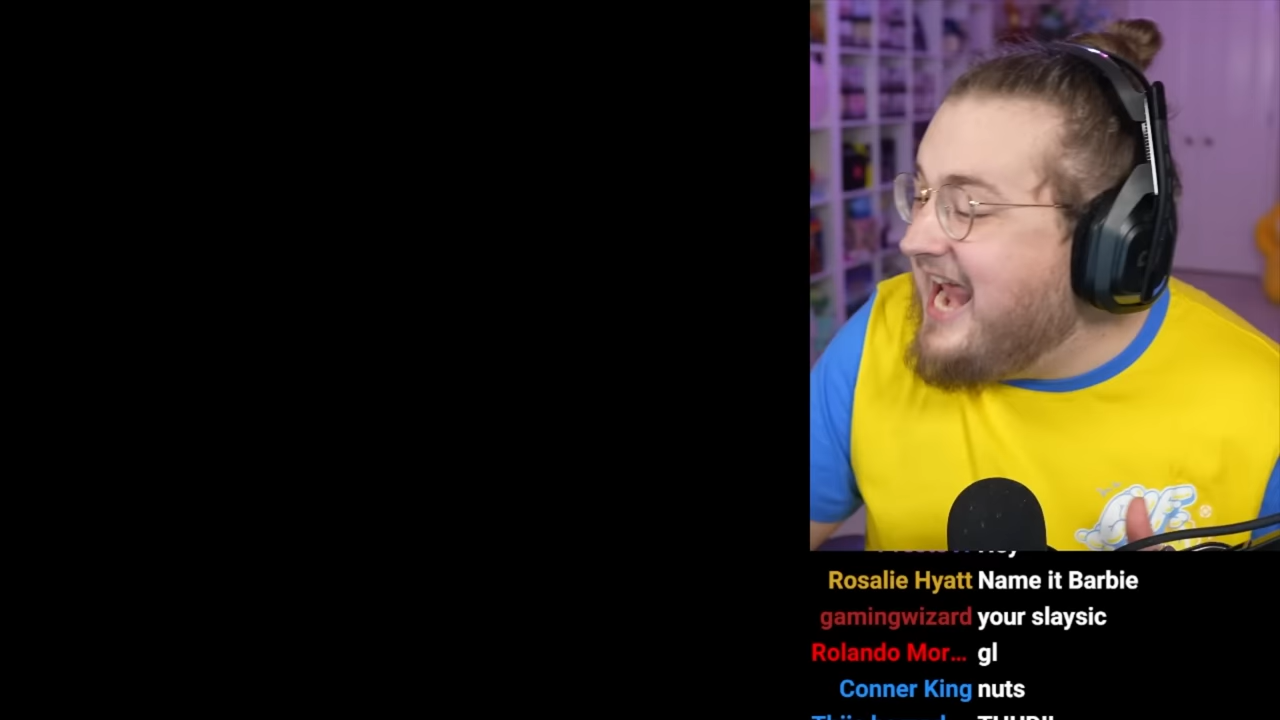 Rosalie Hyatt Name it Barbie
gamingwizard your slaysic
Rolando Mor... gl
Conner King nuts